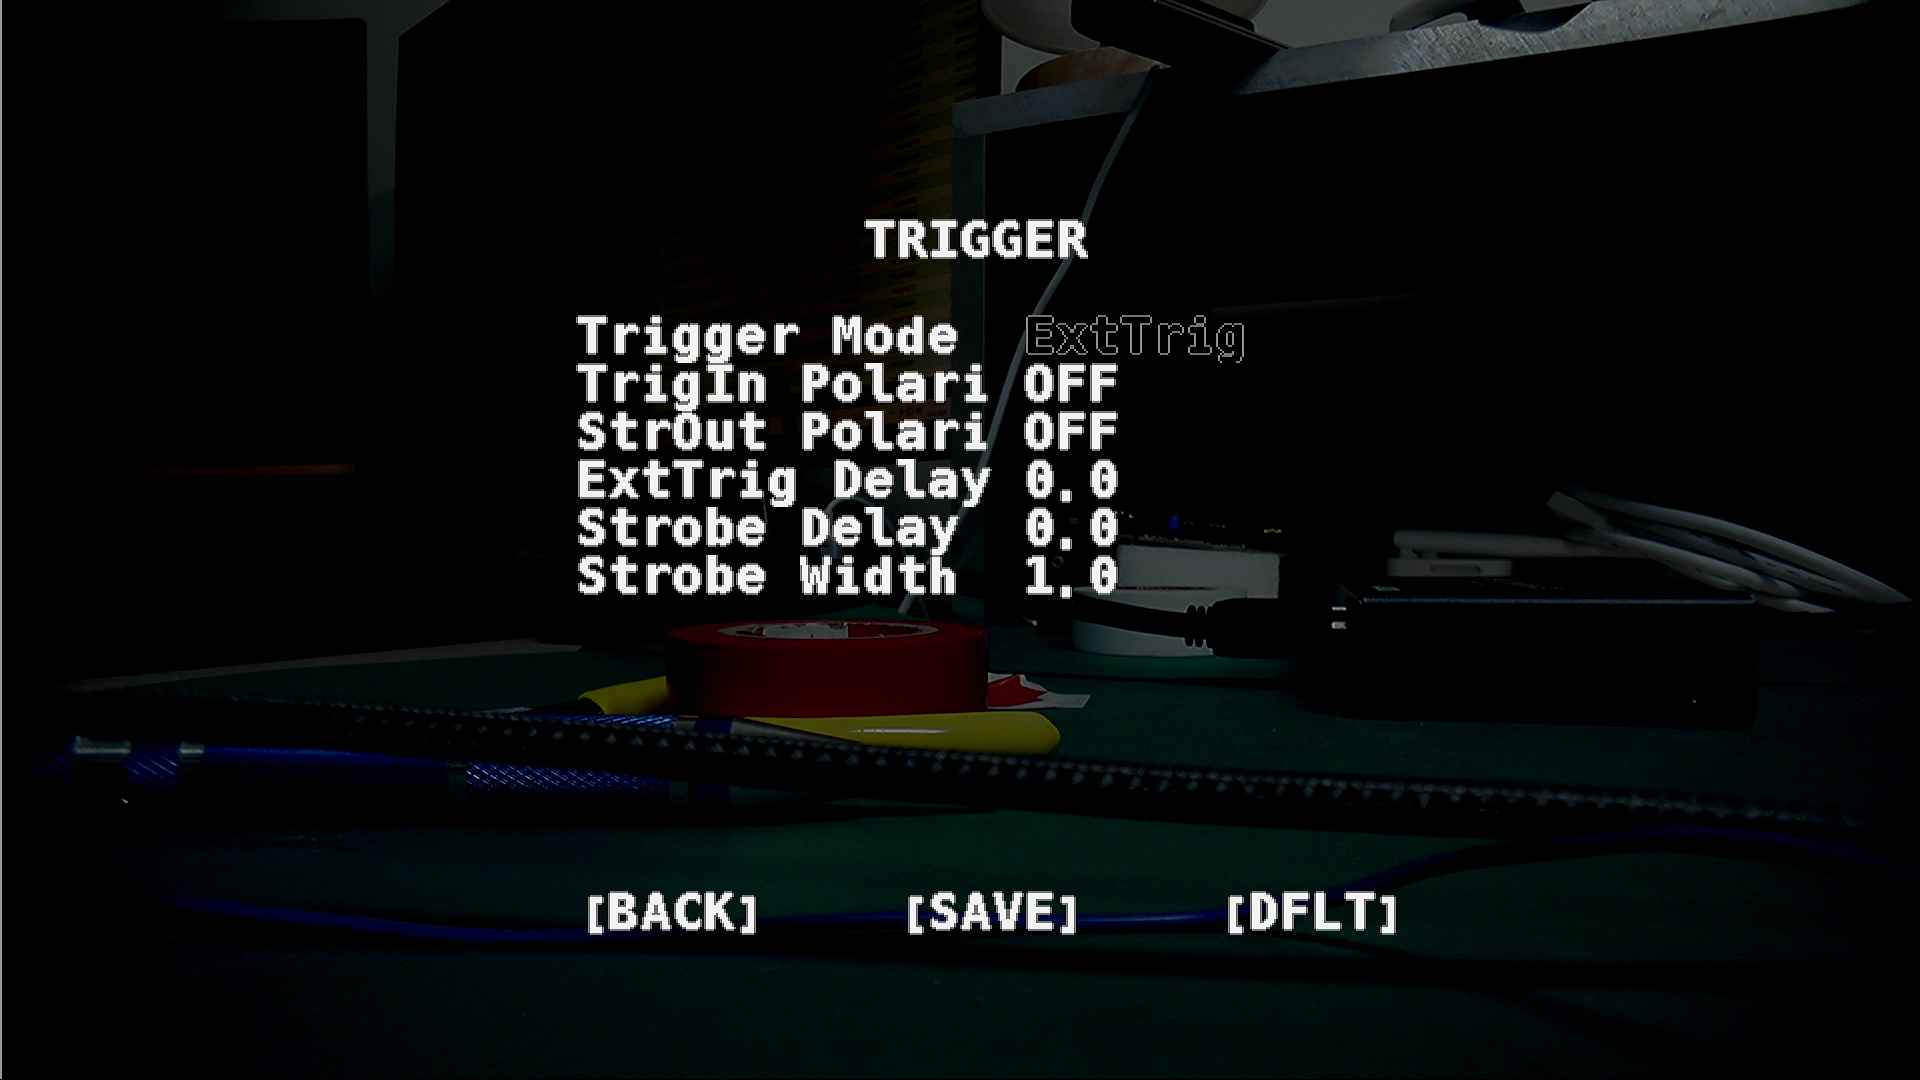 TRIGGER
Trigger Mode ExtTrig
TrigIn Polari OFF
StrOut Polari OFF
ExtTrig Delay 0.0
Strobe Delay 0.0
Strobe Width 1.0
[BACK] [SAVE] [DFLT]